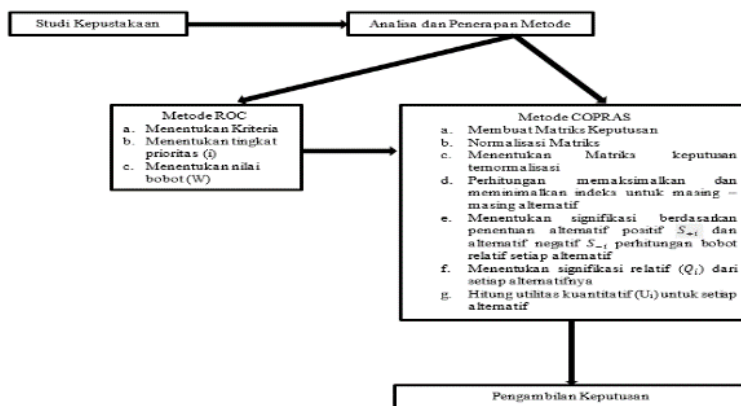 Studi Kepustakaan
Analisa dan Penerapan Metode
Metode ROC
a. Menentukan Kriteria
b. Menentukan tingkat
prioritas (i)
c. Menentukan nilai
bobot (W)
Metode COPRAS
a. Membuat Matriks Keputusan
b. Normalisasi Matriks
c. Menentukan Matriks keputusan
ternormalisasi
d. Perhitungan memaksimalkan dan
meminimalkan indeks untuk masing –
masing alternatif
e. Menentukan signifikasi berdasarkan
penentuan alternatif positif S₊ᵢ dan
alternatif negatif S₋ᵢ perhitungan bobot
relatif setiap alternatif
f. Menentukan signifikasi relatif (Qᵢ) dari
setiap alternatifnya
g. Hitung utilitas kuantitatif (Uᵢ) untuk setiap
alternatif
Pengambilan Keputusan